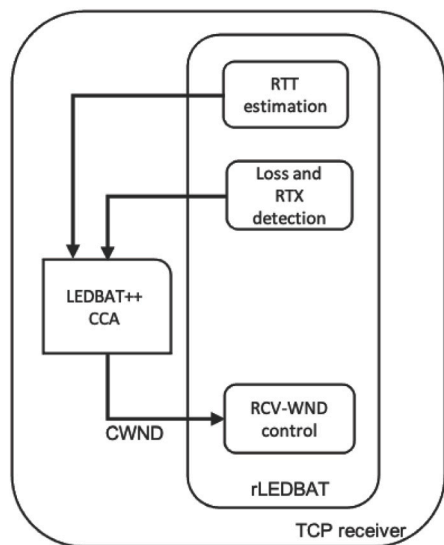 RTT
estimation
Loss and
RTX
detection
LEDBAT++
CCA
CWND
RCV-WND
control
rLEDBAT
TCP receiver